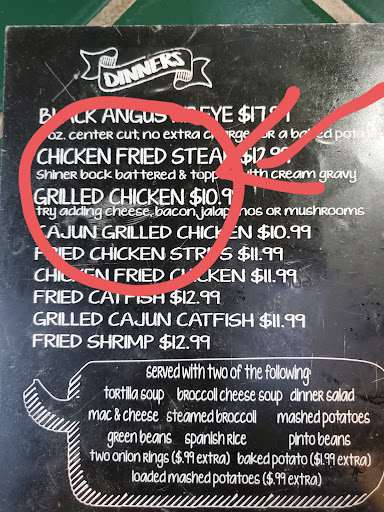 DINNERS
BLACK ANGUS RIBEYE $17.91
oz. center cut, no extra charge for a baked pota
CHICKEN FRIED STEAK $12.99
Shiner bock battered & topped with cream gravy
GRILLED CHICKEN $10.9
try adding cheese, bacon, jalapenos or mushrooms
CAJUN GRILLED CHICKEN $10.99
FRIED CHICKEN STRIPS $11.99
CHICKEN FRIED CHICKEN $11.99
FRIED CATFISH $12.99
GRILLED CAJUN CATFISH $11.99
FRIED SHRIMP $12.99
served with two of the following:
tortilla soup broccoli cheese soup dinner salad
mac & cheese steamed broccoli mashed potatoes
green beans spanish rice pinto beans
two onion rings ($.99 extra) baked potato ($1.99 extra)
loaded mashed potatoes ($.99 extra)